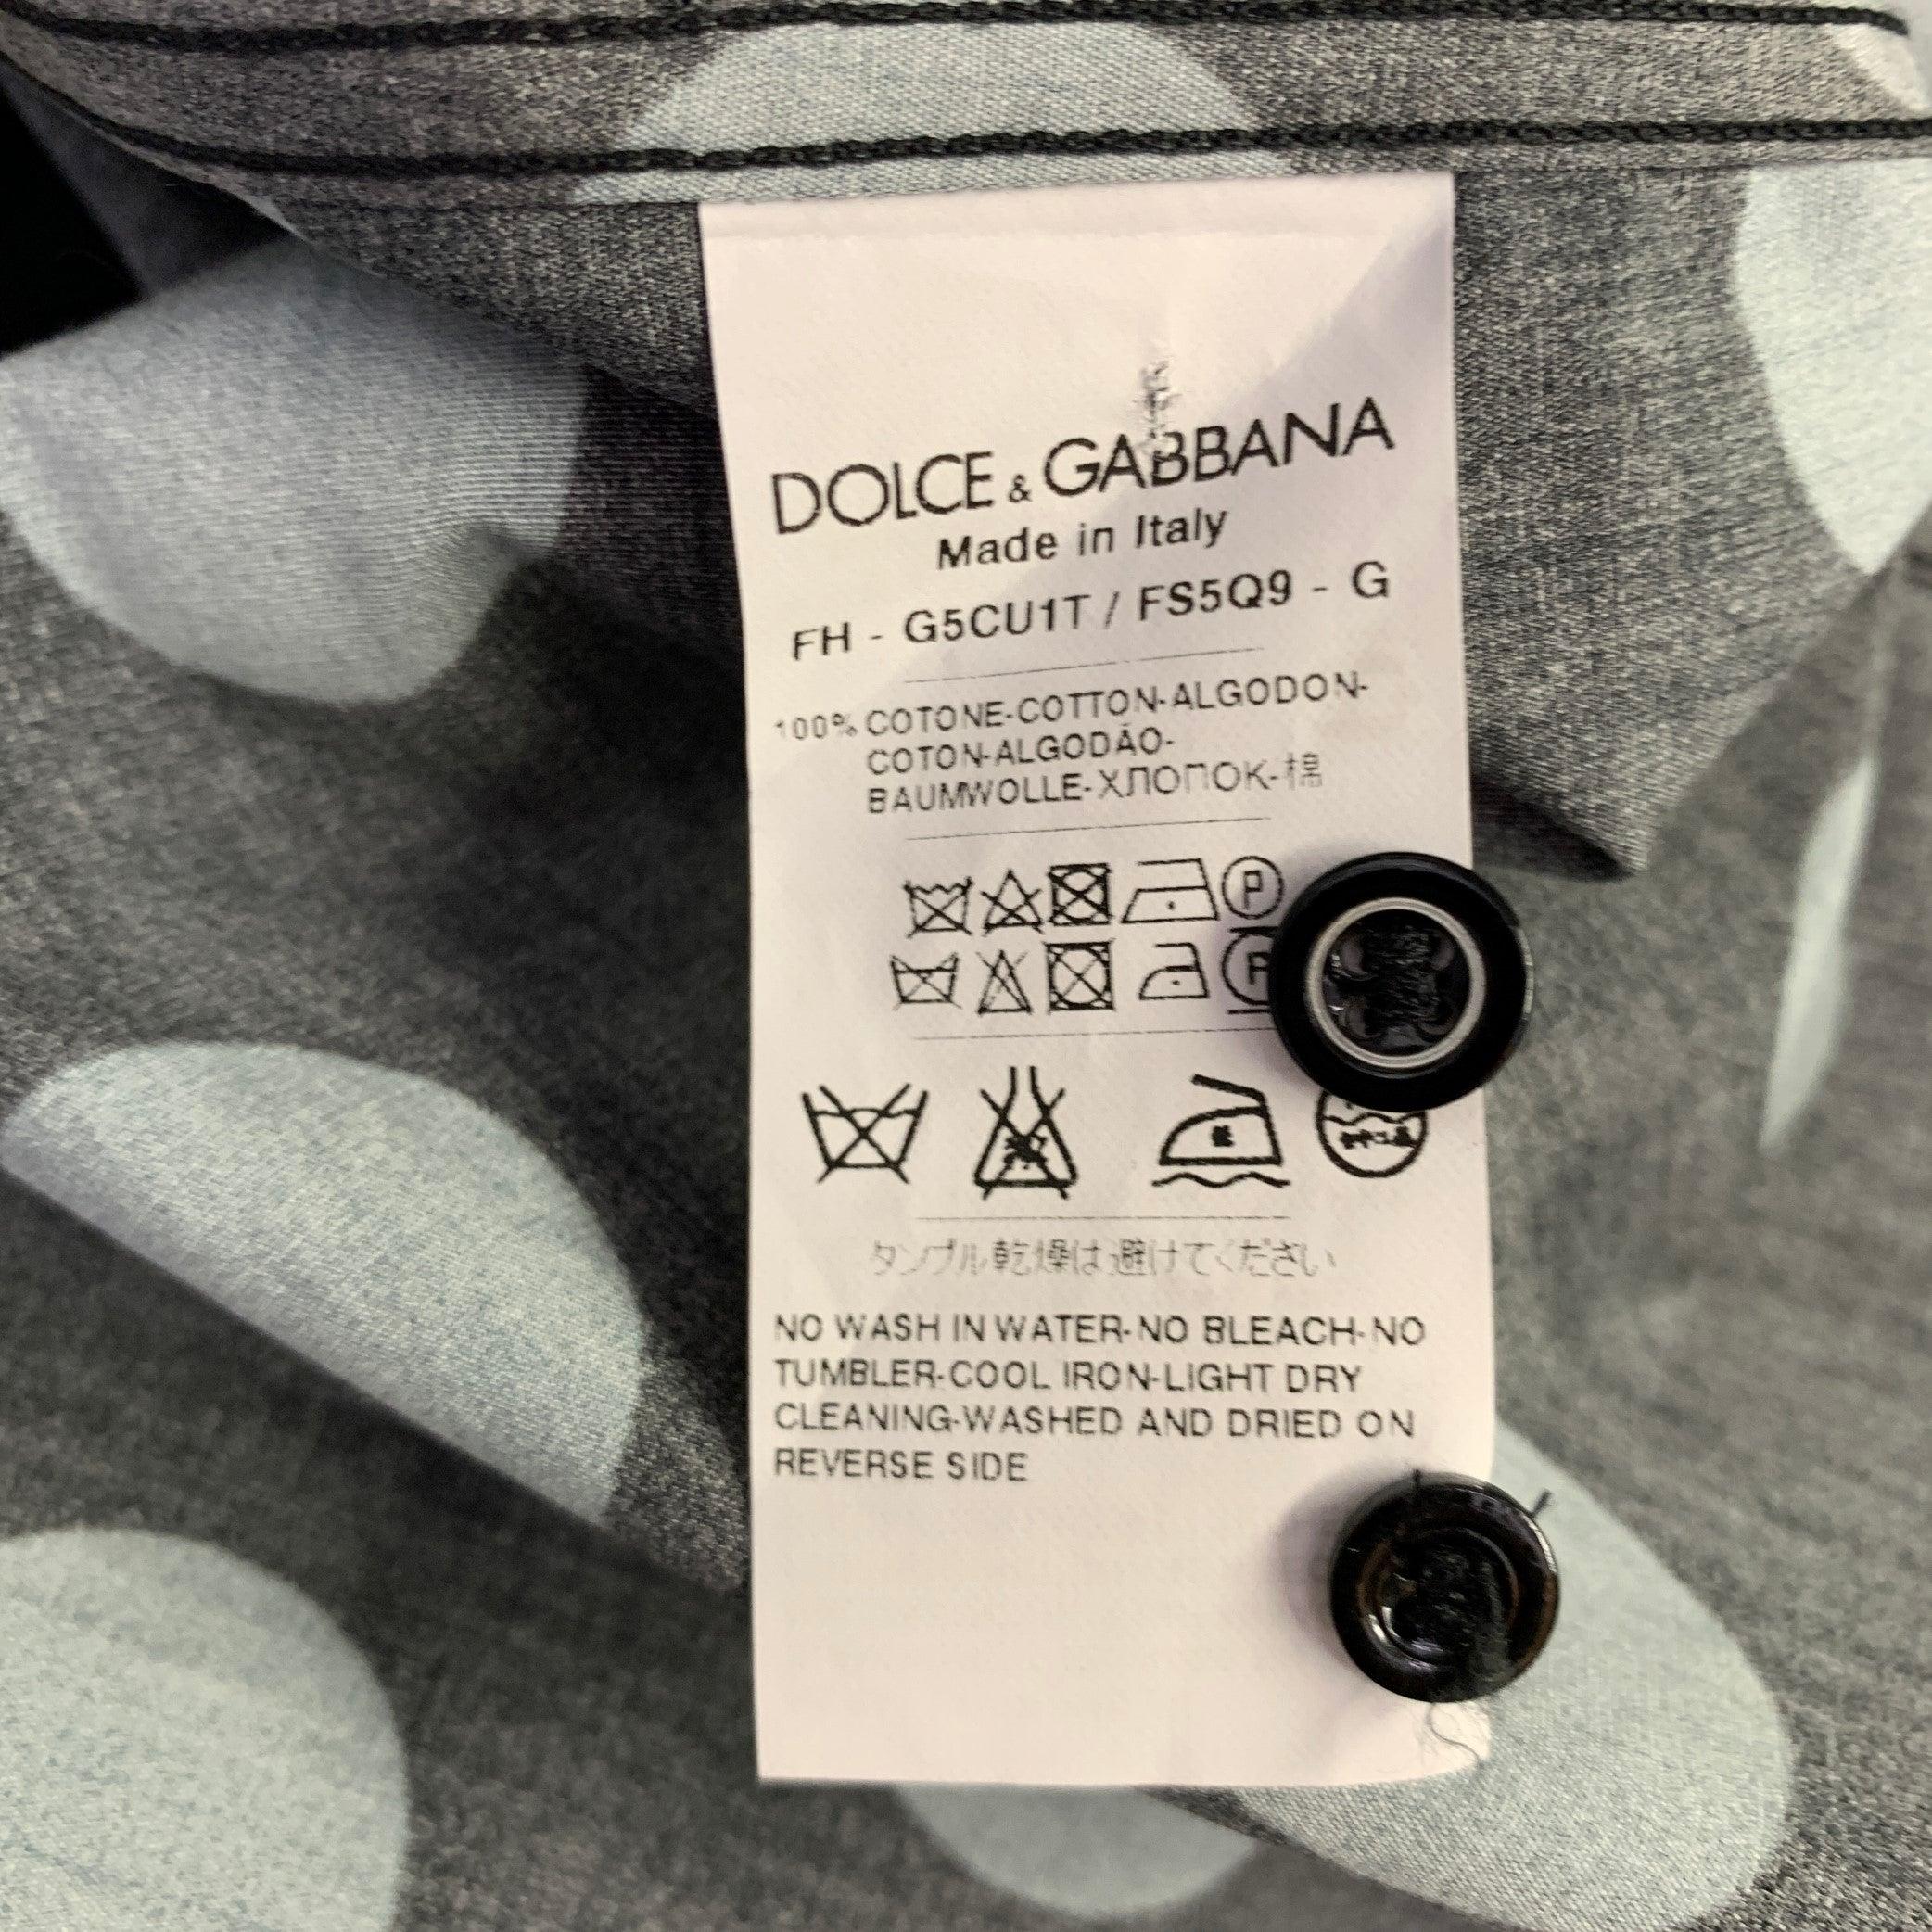 DOLCE & GABBANA
Made in Italy
FH - G5CU1T / FS5Q9 - G
100% COTONE-COTTON-ALGODON-
COTON-ALGODÃO-
BAUMWOLLE-ХЛОПОК-棉
P
P
タンブル乾燥は避けてください
NO WASH IN WATER-NO BLEACH-NO
TUMBLER-COOL IRON-LIGHT DRY
CLEANING-WASHED AND DRIED ON
REVERSE SIDE